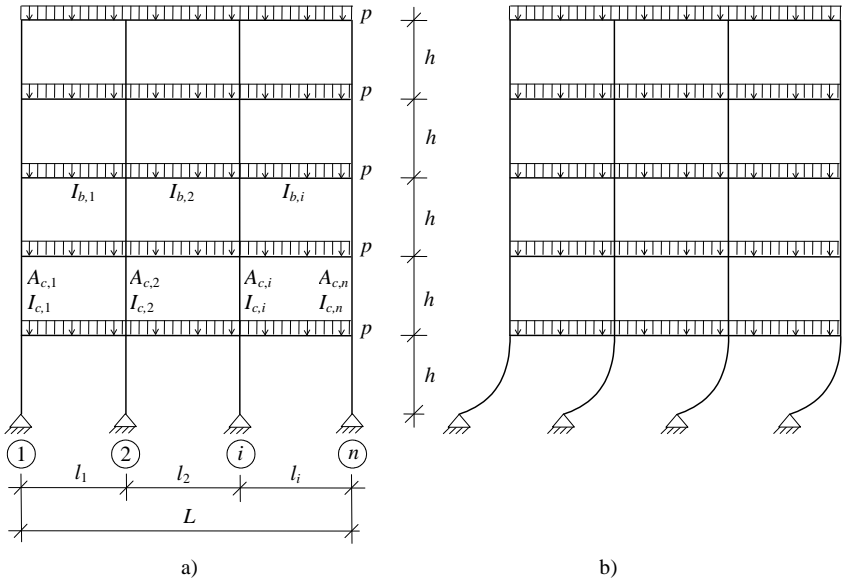 p
h
p
h
p
I_{b,1} I_{b,2} I_{b,i}
h
p
A_{c,1} A_{c,2} A_{c,i} A_{c,n}
I_{c,1} I_{c,2} I_{c,i} I_{c,n}
h
p
h
1 2 i n
l_1 l_2 l_i
L
a) b)